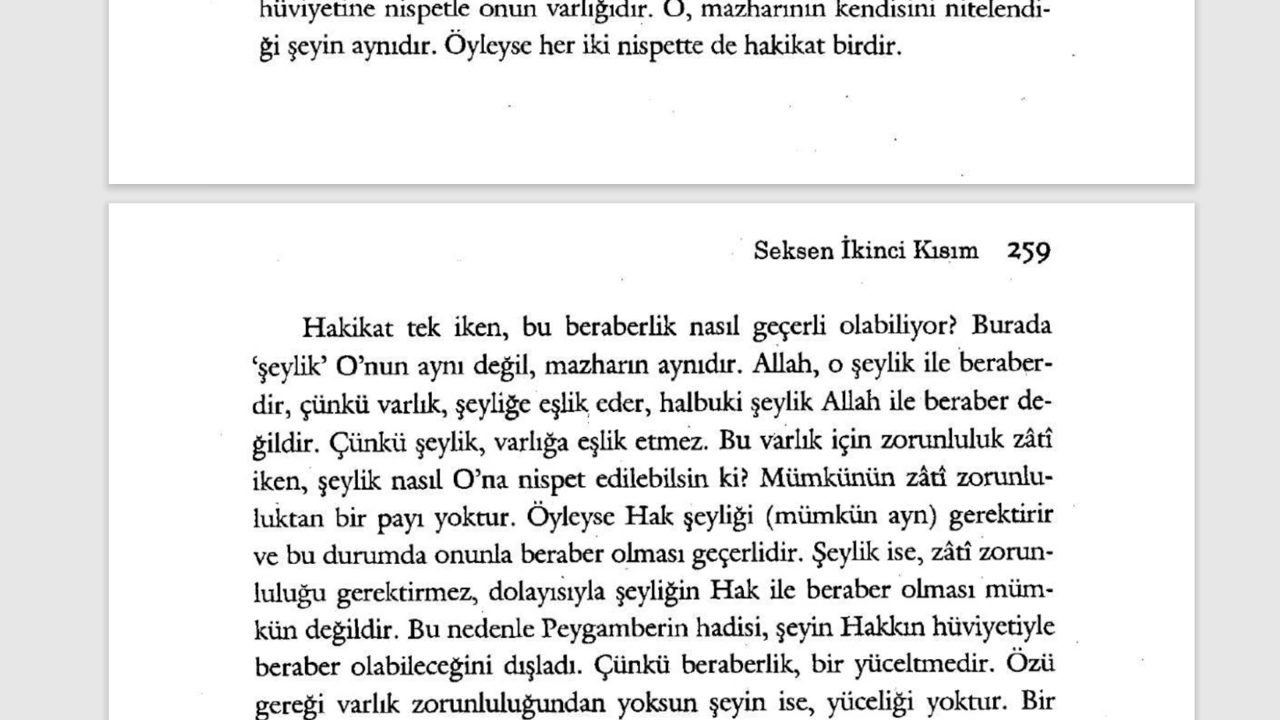 hüviyetine nispetle onun varlığıdır. O, mazharının kendisini nitelendi-
ği şeyin aynıdır. Öyleyse her iki nispette de hakikat birdir.
Seksen İkinci Kısım 259
Hakikat tek iken, bu beraberlik nasıl geçerli olabiliyor? Burada
‘şeylik’ O’nun aynı değil, mazharın aynıdır. Allah, o şeylik ile beraber-
dir, çünkü varlık, şeyliğe eşlik eder, halbuki şeylik Allah ile beraber de-
ğildir. Çünkü şeylik, varlığa eşlik etmez. Bu varlık için zorunluluk zâtî
iken, şeylik nasıl O’na nispet edilebilsin ki? Mümkünün zâtî zorunlu-
luktan bir payı yoktur. Öyleyse Hak şeyliği (mümkün ayn) gerektirir
ve bu durumda onunla beraber olması geçerlidir. Şeylik ise, zâtî zorun-
luluğu gerektirmez, dolayısıyla şeyliğin Hak ile beraber olması müm-
kün değildir. Bu nedenle Peygamberin hadisi, şeyin Hakkın hüviyetiyle
beraber olabileceğini dışladı. Çünkü beraberlik, bir yüceltmedir. Özü
gereği varlık zorunluluğundan yoksun şeyin ise, yüceliği yoktur. Bir